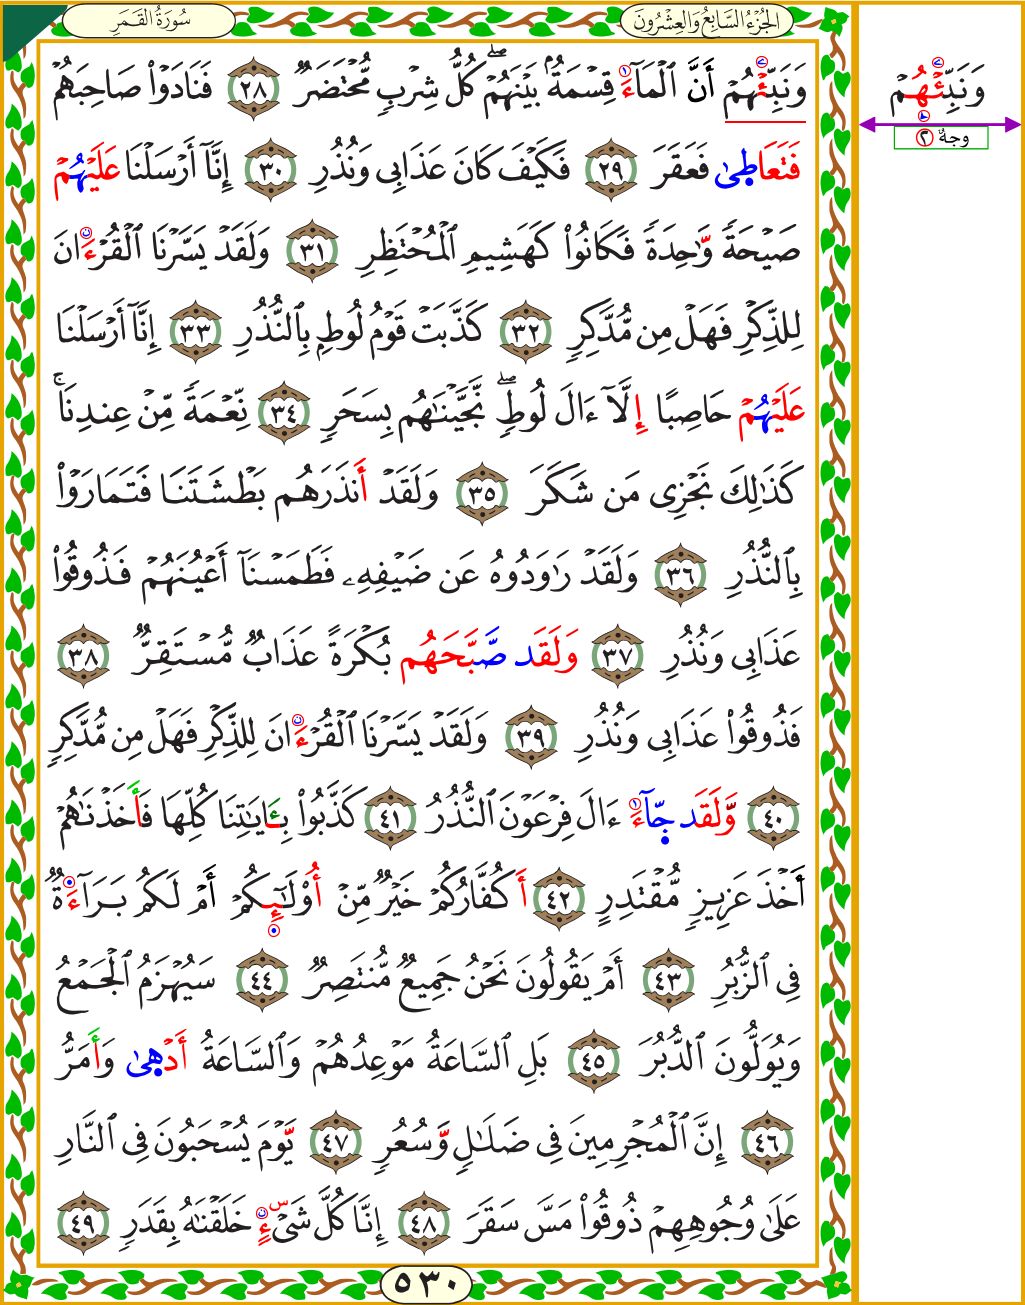 الجُزْءُ السَّابِعُ وَالعِشْرُونَ
سُورَةُ القَمَرِ
وَنَبِّئْهُمْ أَنَّ ٱلْمَآءَ قِسْمَةٌۢ بَيْنَهُمْۖ كُلُّ شِرْبٍۢ مُّحْتَضَرٌۭ ٢٨ فَنَادَوْا۟ صَاحِبَهُمْ
فَتَعَاطَىٰ فَعَقَرَ ٢٩ فَكَيْفَ كَانَ عَذَابِى وَنُذُرِ ٣٠ إِنَّآ أَرْسَلْنَا عَلَيْهُمْ
صَيْحَةًۭ وَٰحِدَةًۭ فَكَانُوا۟ كَهَشِيمِ ٱلْمُحْتَظِرِ ٣١ وَلَقَدْ يَسَّرْنَا ٱلْقُرْءَانَ
لِلذِّكْرِ فَهَلْ مِن مُّدَّكِرٍۢ ٣٢ كَذَّبَتْ قَوْمُ لُوطٍۭ بِٱلنُّذُرِ ٣٣ إِنَّآ أَرْسَلْنَا
عَلَيْهُمْ حَاصِبًا إِلَّآ ءَالَ لُوطٍۢۖ نَّجَّيْنَٰهُم بِسَحَرٍۢ ٣٤ نِّعْمَةًۭ مِّنْ عِندِنَاۚ
كَذَٰلِكَ نَجْزِى مَن شَكَرَ ٣٥ وَلَقَدْ أَنذَرَهُم بَطْشَتَنَا فَتَمَارَوْا۟
بِٱلنُّذُرِ ٣٦ وَلَقَدْ رَٰوَدُوهُ عَن ضَيْفِهِۦ فَطَمَسْنَآ أَعْيُنَهُمْ فَذُوقُوا۟
عَذَابِى وَنُذُرِ ٣٧ وَلَقَد صَّبَّحَهُم بُكْرَةً عَذَابٌۭ مُّسْتَقِرٌّۭ ٣٨
فَذُوقُوا۟ عَذَابِى وَنُذُرِ ٣٩ وَلَقَدْ يَسَّرْنَا ٱلْقُرْءَانَ لِلذِّكْرِ فَهَلْ مِن مُّدَّكِرٍۢ
٤٠ وَلَقَد جَّآءَ ءَالَ فِرْعَوْنَ ٱلنُّذُرُ ٤١ كَذَّبُوا۟ بِـَٔايَٰتِنَا كُلِّهَا فَأَخَذْنَٰهُمْ
أَخْذَ عَزِيزٍۢ مُّقْتَدِرٍ ٤٢ أَكُفَّارُكُمْ خَيْرٌۭ مِّنْ أُو۟لَٰٓئِكُمْ أَمْ لَكُم بَرَآءَةٌۭ
فِى ٱلزُّبُرِ ٤٣ أَمْ يَقُولُونَ نَحْنُ جَمِيعٌۭ مُّنتَصِرٌۭ ٤٤ سَيُهْزَمُ ٱلْجَمْعُ
وَيُوَلُّونَ ٱلدُّبُرَ ٤٥ بَلِ ٱلسَّاعَةُ مَوْعِدُهُمْ وَٱلسَّاعَةُ أَدْهَىٰ وَأَمَرُّ
٤٦ إِنَّ ٱلْمُجْرِمِينَ فِى ضَلَٰلٍۢ وَسُعُرٍۢ ٤٧ يَوْمَ يُسْحَبُونَ فِى ٱلنَّارِ
عَلَىٰ وُجُوهِهِمْ ذُوقُوا۟ مَسَّ سَقَرَ ٤٨ إِنَّا كُلَّ شَىْءٍ خَلَقْنَٰهُ بِقَدَرٍۢ ٤٩
٥٣٠
وَنَبِّئْهُمْ
وجهٌ ٢